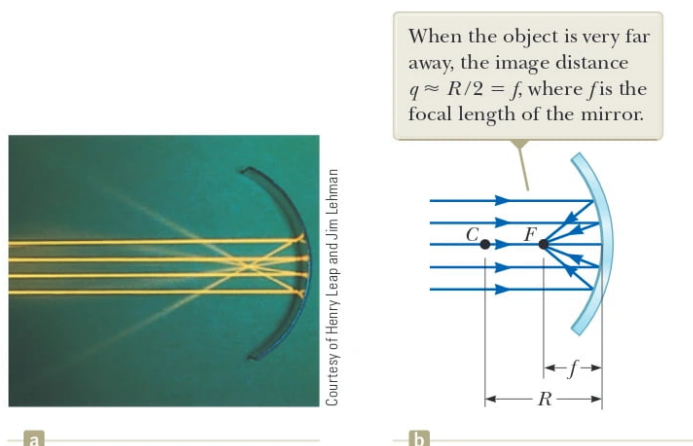 When the object is very far
away, the image distance
q ≈ R/2 = f, where f is the
focal length of the mirror.
Courtesy of Henry Leap and Jim Lehman
C
F
f
R
a
b